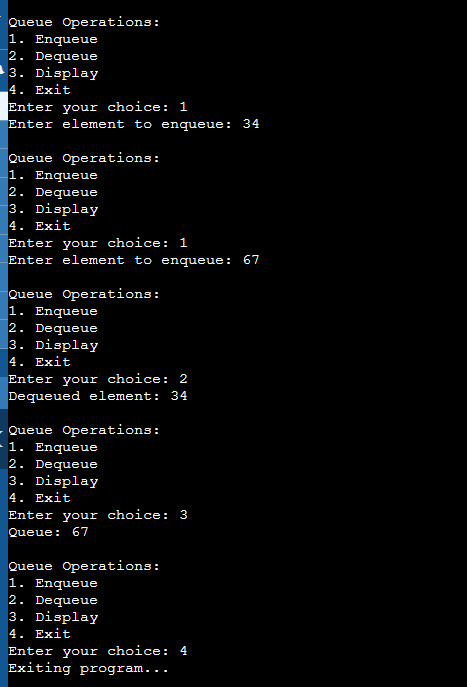 Queue Operations:
1. Enqueue
2. Dequeue
3. Display
4. Exit
Enter your choice: 1
Enter element to enqueue: 34
Queue Operations:
1. Enqueue
2. Dequeue
3. Display
4. Exit
Enter your choice: 1
Enter element to enqueue: 67
Queue Operations:
1. Enqueue
2. Dequeue
3. Display
4. Exit
Enter your choice: 2
Dequeued element: 34
Queue Operations:
1. Enqueue
2. Dequeue
3. Display
4. Exit
Enter your choice: 3
Queue: 67
Queue Operations:
1. Enqueue
2. Dequeue
3. Display
4. Exit
Enter your choice: 4
Exiting program...